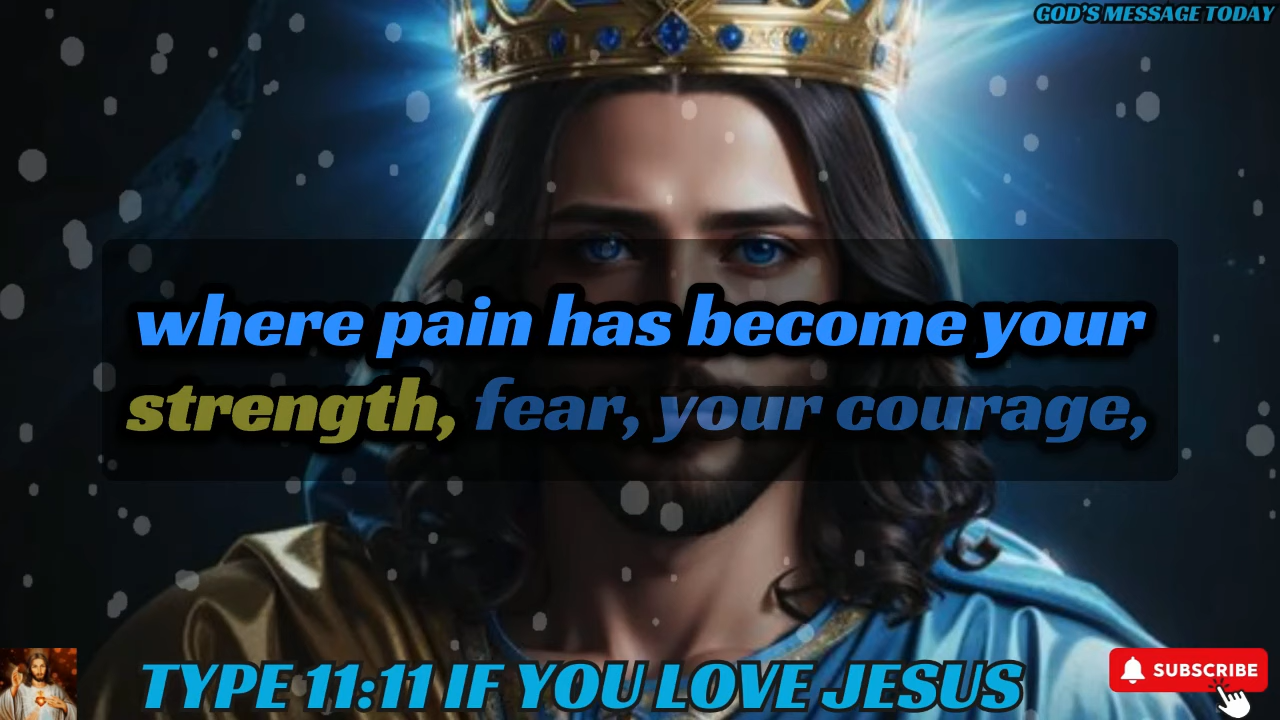 GOD'S MESSAGE TODAY
where pain has become your
strength, fear, your courage,
TYPE 11:11 IF YOU LOVE JESUS
SUBSCRIBE